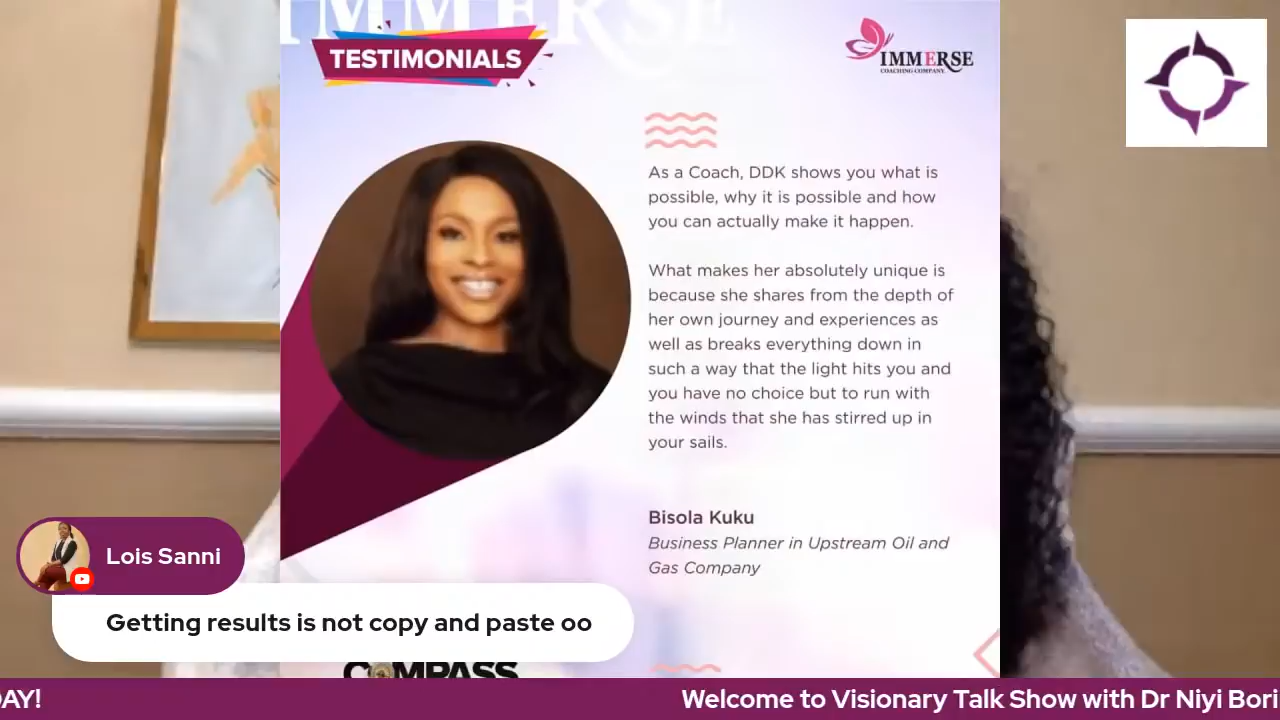 IMMERSE
TESTIMONIALS
IMMERSE
COACHING COMPANY
As a Coach, DDK shows you what is
possible, why it is possible and how
you can actually make it happen.
What makes her absolutely unique is
because she shares from the depth of
her own journey and experiences as
well as breaks everything down in
such a way that the light hits you and
you have no choice but to run with
the winds that she has stirred up in
your sails.
Bisola Kuku
Business Planner in Upstream Oil and
Gas Company
Lois Sanni
Getting results is not copy and paste oo
COMPASS
DAY!
Welcome to Visionary Talk Show with Dr Niyi Bori